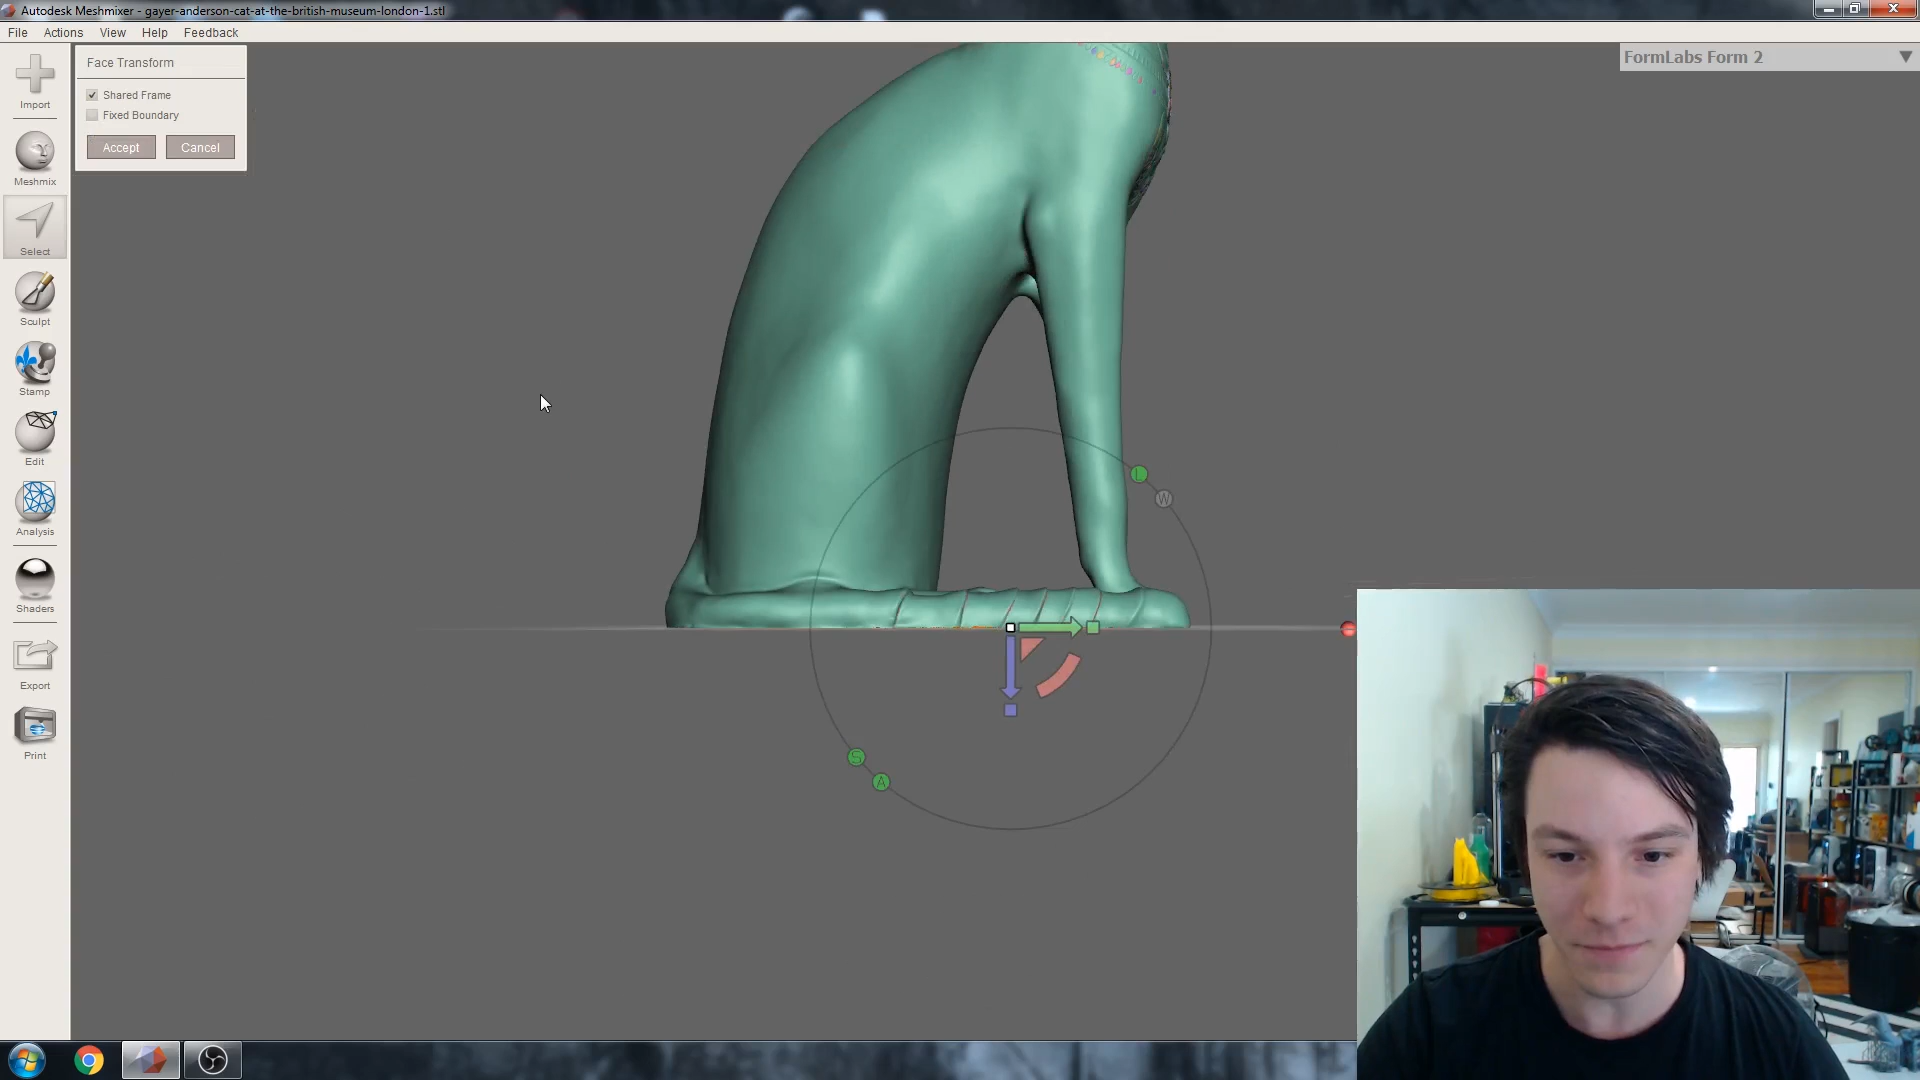 Autodesk Meshmixer - gayer-anderson-cat-at-the-british-museum-london-1.stl
File Actions View Help Feedback
Face Transform
Shared Frame
Fixed Boundary
Accept Cancel
FormLabs Form 2
Import
Meshmix
Select
Sculpt
Stamp
Edit
Analysis
Shaders
Export
Print
L
W
S
A